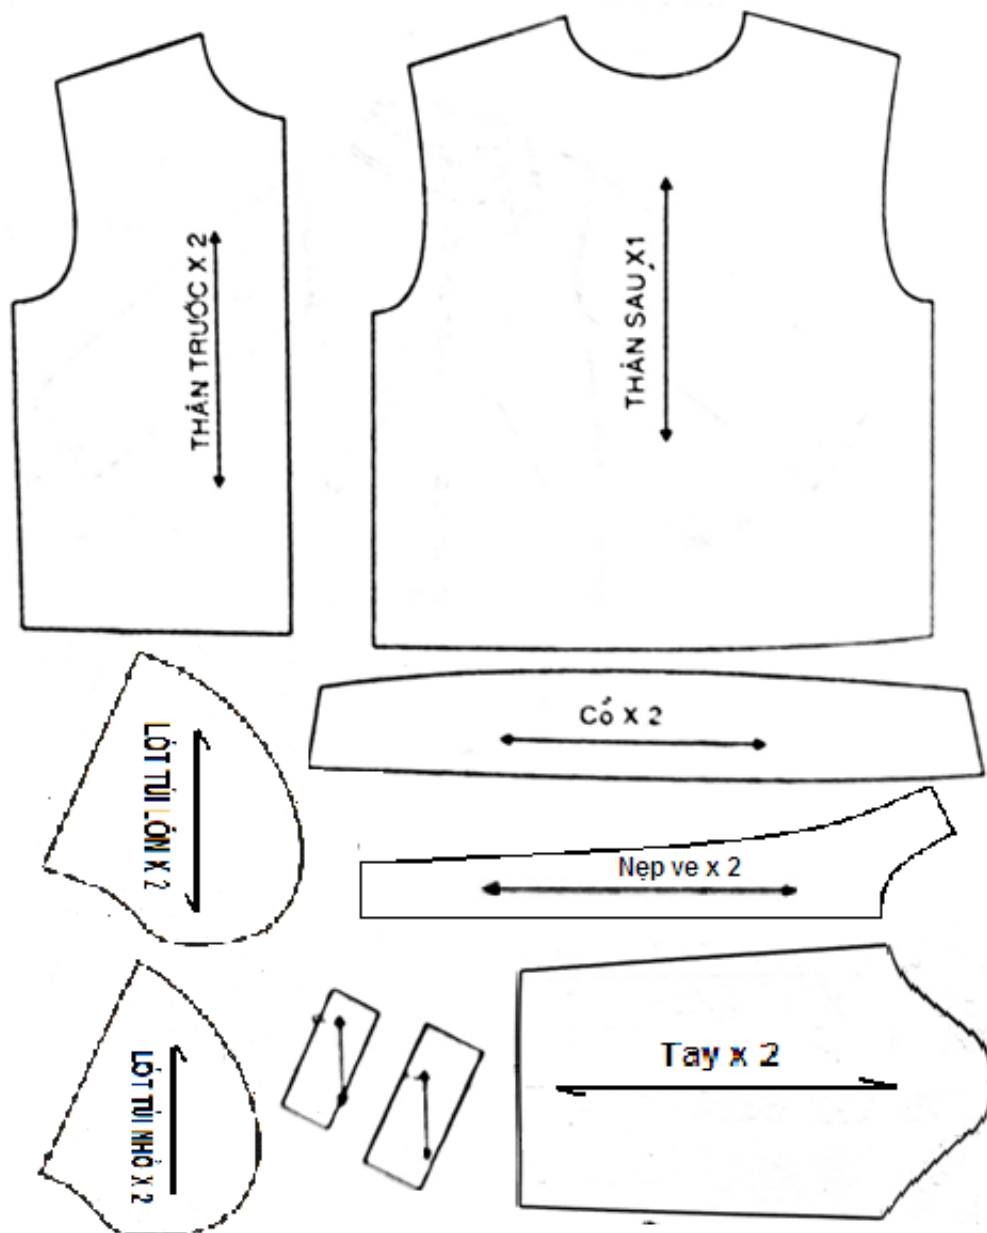 THÂN TRƯỚC X 2
THÂN SAU X1
LÓT TÚI LỚN X 2
Cổ X 2
Nẹp ve x 2
LÓT TÚI NHỎ X 2
Tay x 2